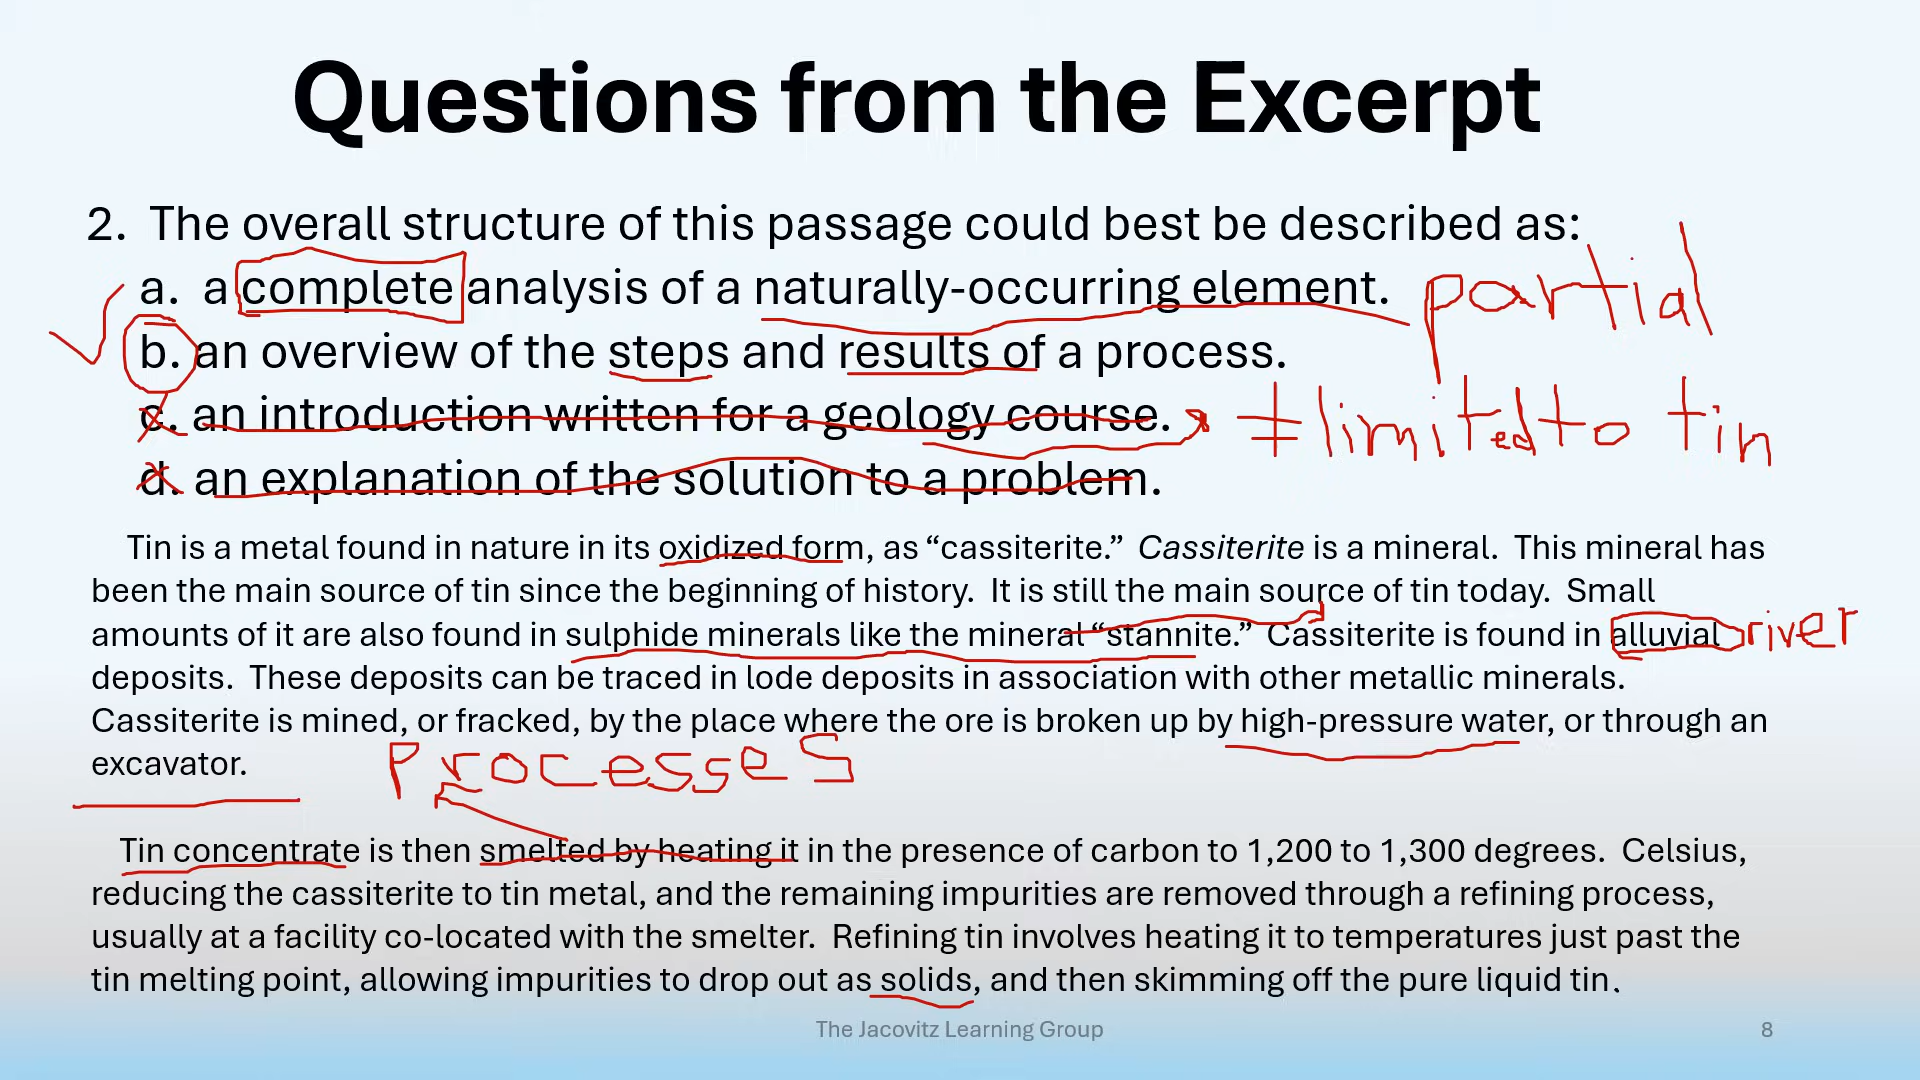 Questions from the Excerpt
2. The overall structure of this passage could best be described as:
a. a complete analysis of a naturally-occurring element. partial
b. an overview of the steps and results of a process.
c. an introduction written for a geology course. ≠ limited to tin
d. an explanation of the solution to a problem.
Tin is a metal found in nature in its oxidized form, as “cassiterite.” Cassiterite is a mineral. This mineral has
been the main source of tin since the beginning of history. It is still the main source of tin today. Small
amounts of it are also found in sulphide minerals like the mineral “stannite.” Cassiterite is found in alluvial river
deposits. These deposits can be traced in lode deposits in association with other metallic minerals.
Cassiterite is mined, or fracked, by the place where the ore is broken up by high-pressure water, or through an
excavator. Processes
Tin concentrate is then smelted by heating it in the presence of carbon to 1,200 to 1,300 degrees. Celsius,
reducing the cassiterite to tin metal, and the remaining impurities are removed through a refining process,
usually at a facility co-located with the smelter. Refining tin involves heating it to temperatures just past the
tin melting point, allowing impurities to drop out as solids, and then skimming off the pure liquid tin.
The Jacovitz Learning Group 8